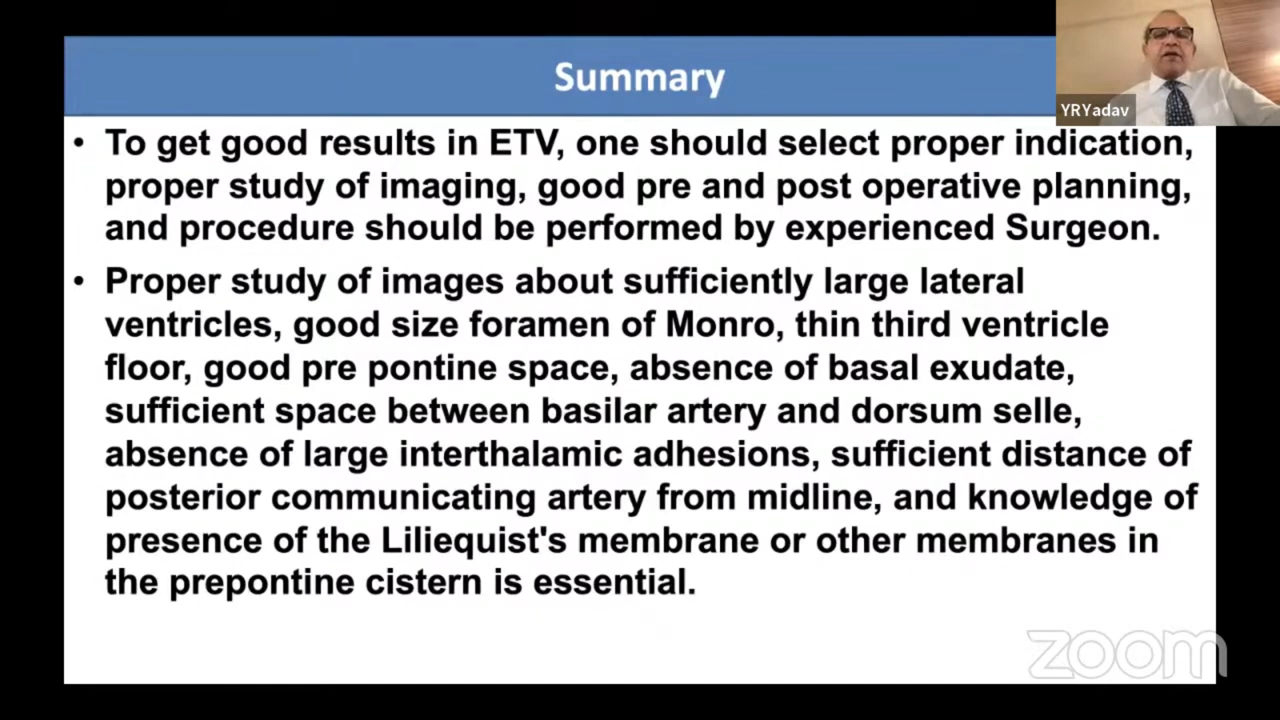 Summary
YRYadav
• To get good results in ETV, one should select proper indication,
proper study of imaging, good pre and post operative planning,
and procedure should be performed by experienced Surgeon.
• Proper study of images about sufficiently large lateral
ventricles, good size foramen of Monro, thin third ventricle
floor, good pre pontine space, absence of basal exudate,
sufficient space between basilar artery and dorsum selle,
absence of large interthalamic adhesions, sufficient distance of
posterior communicating artery from midline, and knowledge of
presence of the Liliequist's membrane or other membranes in
the prepontine cistern is essential.
zoom